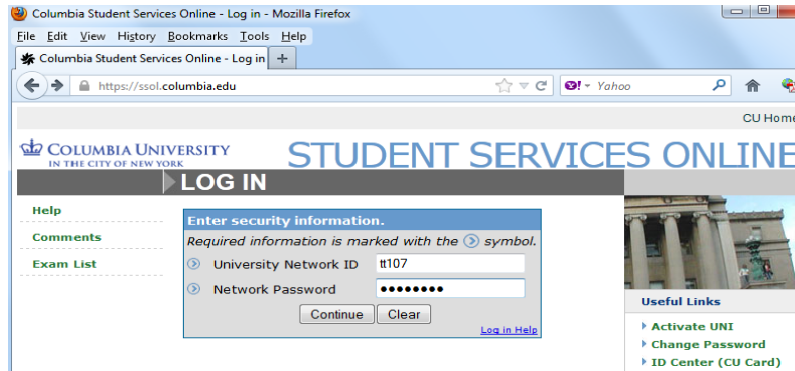 Columbia Student Services Online - Log in - Mozilla Firefox
File Edit View History Bookmarks Tools Help
Columbia Student Services Online - Log in +
https://ssol.columbia.edu Yahoo
CU Home
COLUMBIA UNIVERSITY
IN THE CITY OF NEW YORK
STUDENT SERVICES ONLINE
LOG IN
Help
Comments
Exam List
Enter security information.
Required information is marked with the symbol.
University Network ID tt107
Network Password ••••••••
Continue Clear
Log in Help
Useful Links
Activate UNI
Change Password
ID Center (CU Card)